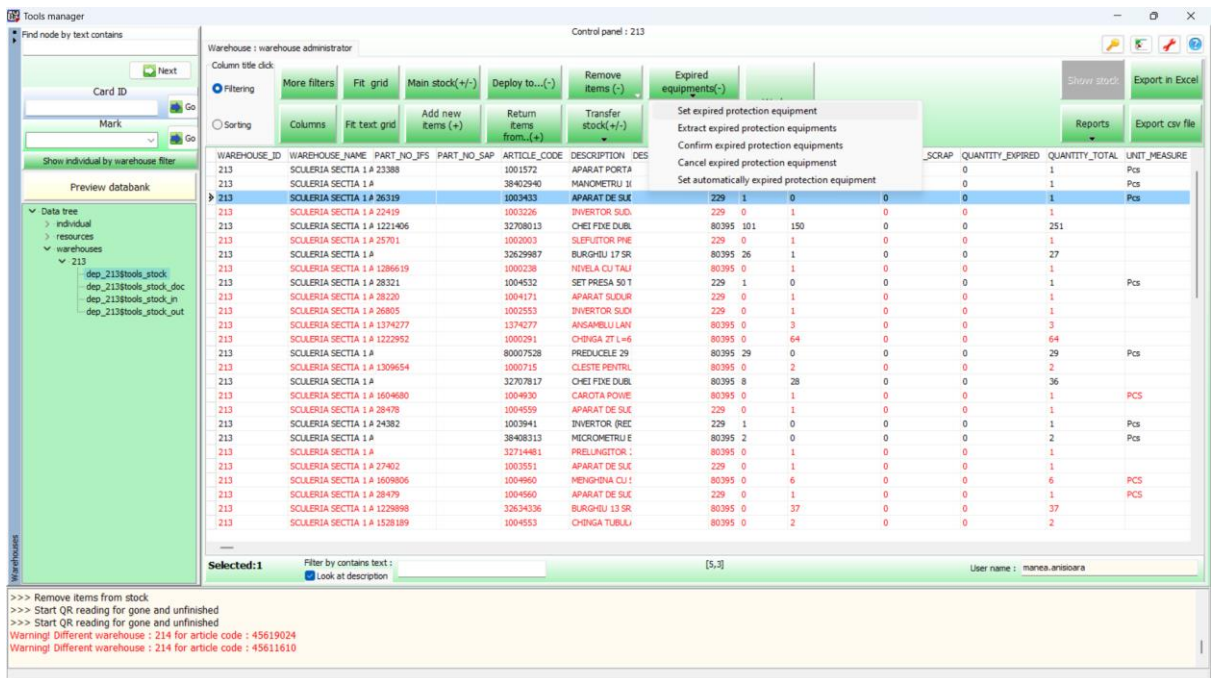 Tools manager
Find node by text contains
Next
Card ID
Go
Mark
Go
Show individual by warehouse filter
Preview databank
Data tree
individual
resources
warehouses
213
dep_213$tools_stock
dep_213$tools_stock_doc
dep_213$tools_stock_in
dep_213$tools_stock_out
Warehouses
Control panel : 213
Warehouse : warehouse administrator
Column title click
Filtering
Sorting
More filters
Fit grid
Main stock(+/-)
Deploy to...(-)
Remove items (-)
Expired equipments(-)
Show stock
Export in Excel
Columns
Fit text grid
Add new items (+)
Return items from..(+)
Transfer stock(+/-)
Reports
Export csv file
Set expired protection equipment
Extract expired protection equipments
Confirm expired protection equipments
Cancel expired protection equipmenst
Set automatically expired protection equipment
WAREHOUSE_ID WAREHOUSE_NAME PART_NO_IFS PART_NO_SAP ARTICLE_CODE DESCRIPTION DES _SCRAP QUANTITY_EXPIRED QUANTITY_TOTAL UNIT_MEASURE
213 SCULERIA SECTIA 1 A 23388 1001572 APARAT PORTA 0 1 Pcs
213 SCULERIA SECTIA 1 A 38402940 MANOMETRU 1( 0 1 Pcs
213 SCULERIA SECTIA 1 A 26319 1003433 APARAT DE SUD 229 1 0 0 0 1 Pcs
213 SCULERIA SECTIA 1 A 22419 1003226 INVERTOR SUD. 229 0 1 0 0 1
213 SCULERIA SECTIA 1 A 1221406 32708013 CHEI FIXE DUBL 80395 101 150 0 0 251
213 SCULERIA SECTIA 1 A 25701 1002003 SLEFUITOR PNE 229 0 1 0 0 1
213 SCULERIA SECTIA 1 A 32629987 BURGHIU 17 SR 80395 26 1 0 0 27
213 SCULERIA SECTIA 1 A 1286619 1000238 NIVELA CU TALP 80395 0 1 0 0 1
213 SCULERIA SECTIA 1 A 28321 1004532 SET PRESA 50 T 229 1 0 0 0 1 Pcs
213 SCULERIA SECTIA 1 A 28220 1004171 APARAT SUDUR 229 0 1 0 0 1
213 SCULERIA SECTIA 1 A 26805 1002553 INVERTOR SUD 229 0 1 0 0 1
213 SCULERIA SECTIA 1 A 1374277 1374277 ANSAMBLU LAN 80395 0 3 0 0 3
213 SCULERIA SECTIA 1 A 1222952 1000291 CHINGA 2T L=6 80395 0 64 0 0 64
213 SCULERIA SECTIA 1 A 80007528 PREDUCELE 29 80395 29 0 0 0 29 Pcs
213 SCULERIA SECTIA 1 A 1309654 1000715 CLESTE PENTRU 80395 0 2 0 0 2
213 SCULERIA SECTIA 1 A 32707817 CHEI FIXE DUBL 80395 8 28 0 0 36
213 SCULERIA SECTIA 1 A 1604680 1004930 CAROTA POWE 80395 0 1 0 0 1 PCS
213 SCULERIA SECTIA 1 A 28478 1004559 APARAT DE SUD 229 0 1 0 0 1
213 SCULERIA SECTIA 1 A 24382 1003941 INVERTOR (RED 229 1 0 0 0 1 Pcs
213 SCULERIA SECTIA 1 A 38408313 MICROMETRU E 80395 2 0 0 0 2 Pcs
213 SCULERIA SECTIA 1 A 32714481 PRELUNGITOR 80395 0 1 0 0 1
213 SCULERIA SECTIA 1 A 27402 1003551 APARAT DE SUD 229 0 1 0 0 1
213 SCULERIA SECTIA 1 A 1609806 1004960 MENGHINA CU 80395 0 6 0 0 6 PCS
213 SCULERIA SECTIA 1 A 28479 1004560 APARAT DE SUD 229 0 1 0 0 1 PCS
213 SCULERIA SECTIA 1 A 1229898 32634336 BURGHIU 13 SR 80395 0 37 0 0 37
213 SCULERIA SECTIA 1 A 1528189 1004553 CHINGA TUBUL 80395 0 2 0 0 2
Selected:1
Filter by contains text :
Look at description
[5,3]
User name : manea.anisioara
>>> Remove items from stock
>>> Start QR reading for gone and unfinished
>>> Start QR reading for gone and unfinished
Warning! Different warehouse : 214 for article code : 45619024
Warning! Different warehouse : 214 for article code : 45611610